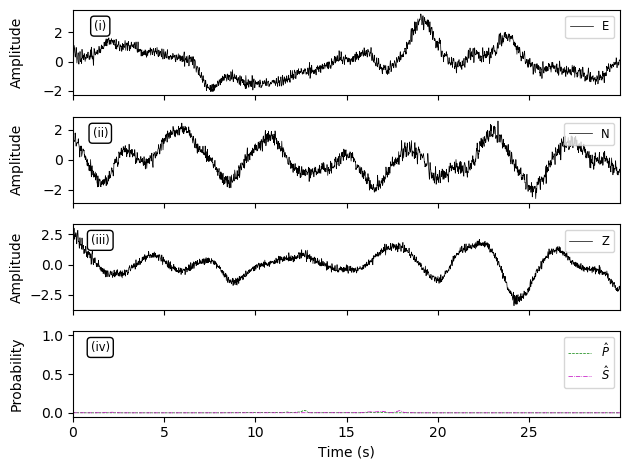 (i)
E
Amplitude
2
0
−2
(ii)
N
Amplitude
2
0
−2
(iii)
Z
Amplitude
2.5
0.0
−2.5
(iv)
P̂
Ŝ
Probability
1.0
0.5
0.0
0 5 10 15 20 25
Time (s)